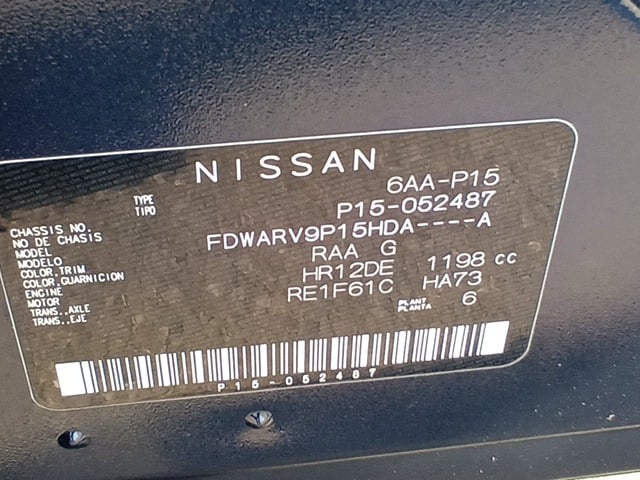 NISSAN
TYPE 6AA-P15
TIPO
CHASSIS NO. P15-052487
NO DE CHASIS
MODEL FDWARV9P15HDA----A
MODELO
COLOR,TRIM RAA G
COLOR,GUARNICION
ENGINE HR12DE 1198 cc
MOTOR
TRANS.,AXLE RE1F61C HA73
TRANS.,EJE
PLANT 6
PLANTA
P15-052487